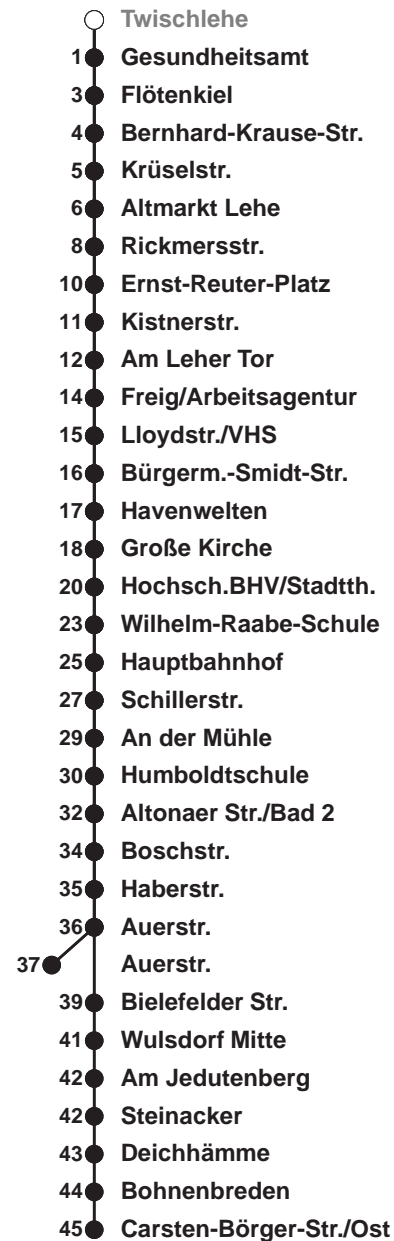 Twischlehe
1 Gesundheitsamt
3 Flötenkiel
4 Bernhard-Krause-Str.
5 Krüselstr.
6 Altmarkt Lehe
8 Rickmersstr.
10 Ernst-Reuter-Platz
11 Kistnerstr.
12 Am Leher Tor
14 Freig/Arbeitsagentur
15 Lloydstr./VHS
16 Bürgerm.-Smidt-Str.
17 Havenwelten
18 Große Kirche
20 Hochsch.BHV/Stadtth.
23 Wilhelm-Raabe-Schule
25 Hauptbahnhof
27 Schillerstr.
29 An der Mühle
30 Humboldtschule
32 Altonaer Str./Bad 2
34 Boschstr.
35 Haberstr.
36 Auerstr.
37 Auerstr.
39 Bielefelder Str.
41 Wulsdorf Mitte
42 Am Jedutenberg
42 Steinacker
43 Deichhämme
44 Bohnenbreden
45 Carsten-Börger-Str./Ost